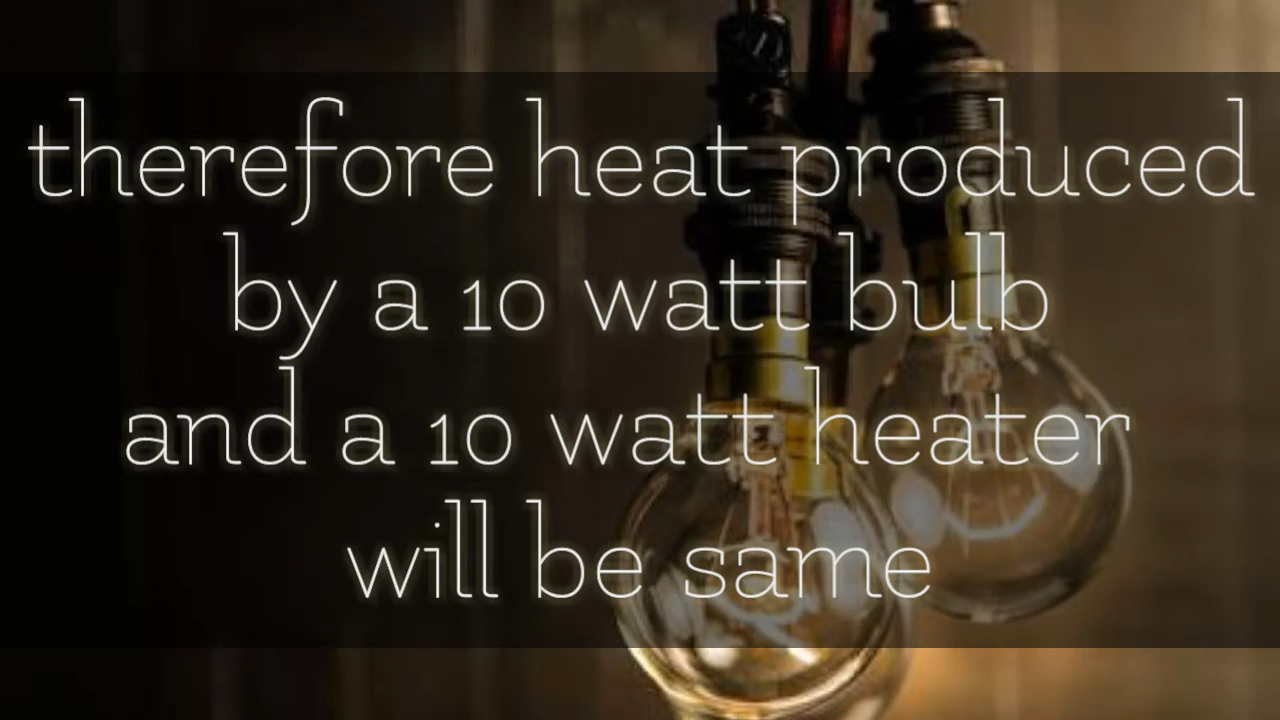 therefore heat produced
by a 10 watt bulb
and a 10 watt heater
will be same